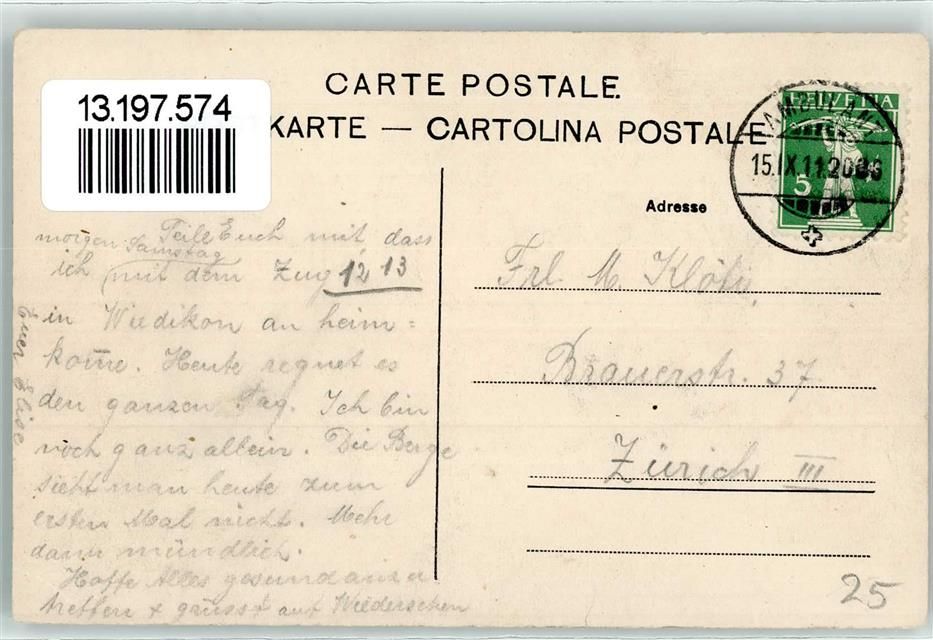 CARTE POSTALE
13.197.574
KARTE — CARTOLINA POSTALE
HELVETIA
5
AMBULANT
15.IX.11.20
Adresse
Teile Euch mit dass
ich morgen Samstag mit dem Zug 12 13
in Wiedikon an heim=
kom̄e. Heute regnet es
den ganzen Tag. Ich bin
noch ganz allein. Die Berge
sieht man heute zum
ersten Mal nicht. Mehr
dann mündlich.
Hoffe Alles gesund anzu
treffen & grüsst auf Wiedersehen
Euer Elise
Frl. M.
Brauerstr. 37
Zürich III
25